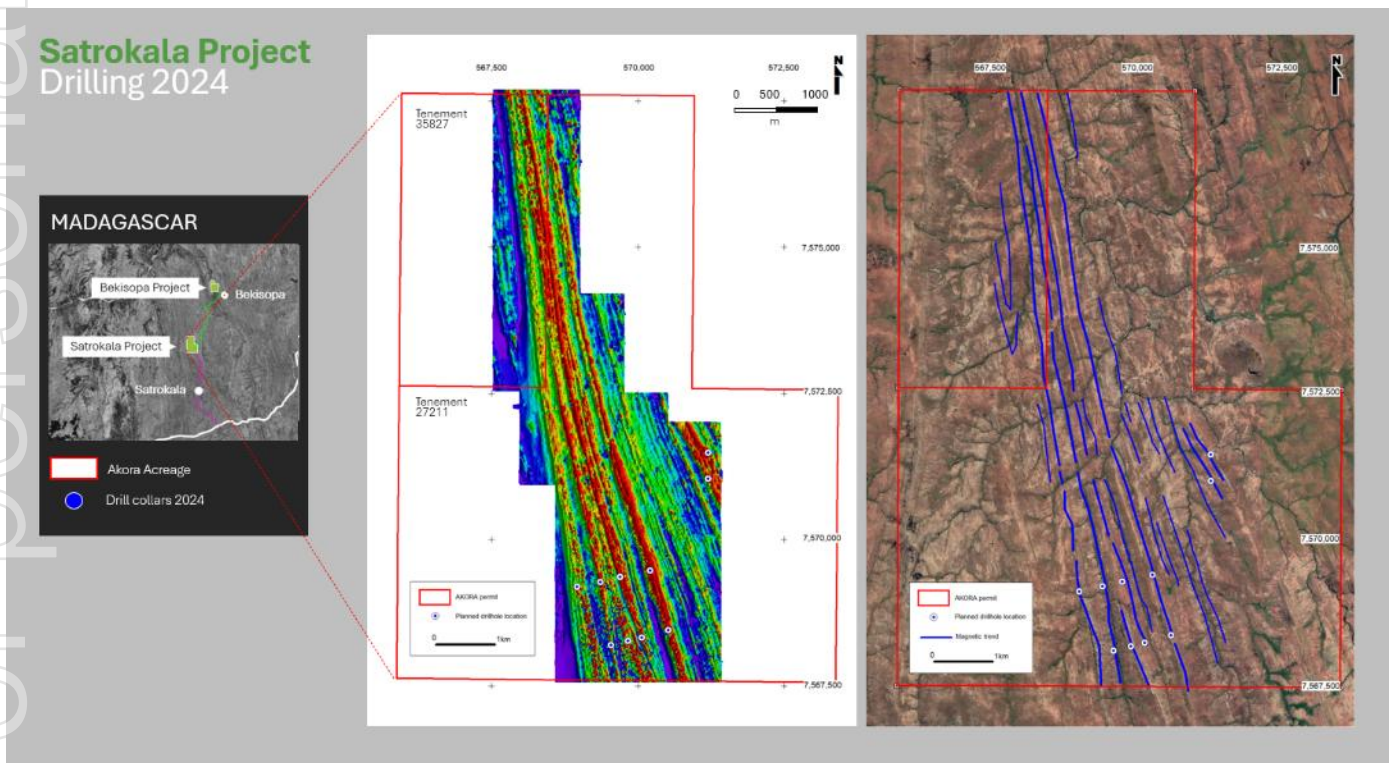 Satrokala Project
Drilling 2024
MADAGASCAR
Bekisopa Project
Bekisopa
Satrokala Project
Satrokala
Akora Acreage
Drill collars 2024
567,500
570,000
572,500
N
0 500 1000
m
Tenement
35827
7,575,000
7,572,500
Tenement
27211
7,570,000
AKORA permit
Planned drillhole location
0 1km
7,567,500
567,500
570,000
572,500
N
7,575,000
7,572,500
7,570,000
AKORA permit
Planned drillhole location
Magnetic trend
0 1km
7,567,500